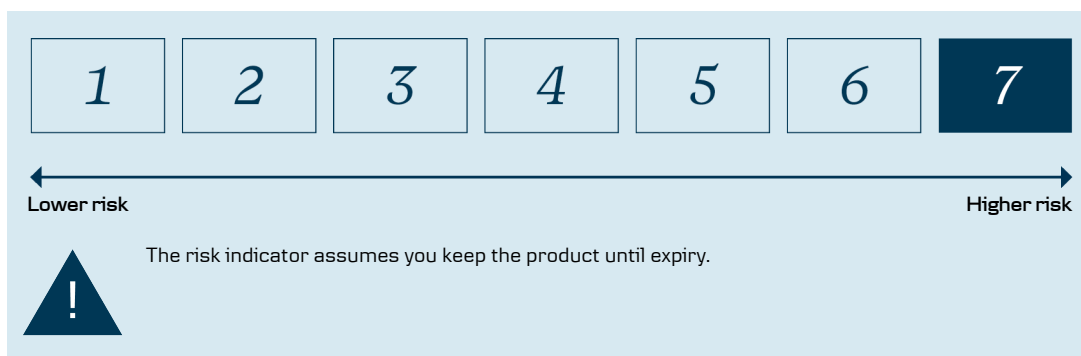 1 2 3 4 5 6 7
Lower risk Higher risk
The risk indicator assumes you keep the product until expiry.
!